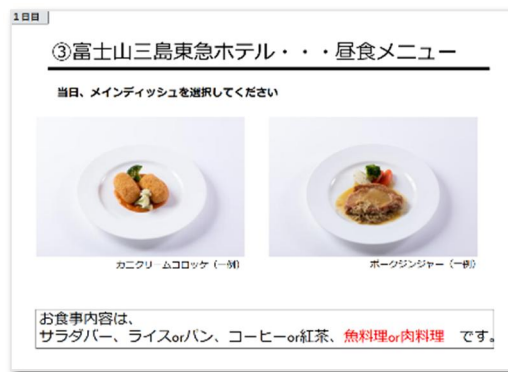 1日目
③富士山三島東急ホテル・・・昼食メニュー
当日、メインディッシュを選択してください
カニクリームコロッケ（一例）
ポークジンジャー（一例）
お食事内容は、
サラダバー、ライスorパン、コーヒーor紅茶、魚料理or肉料理　です。